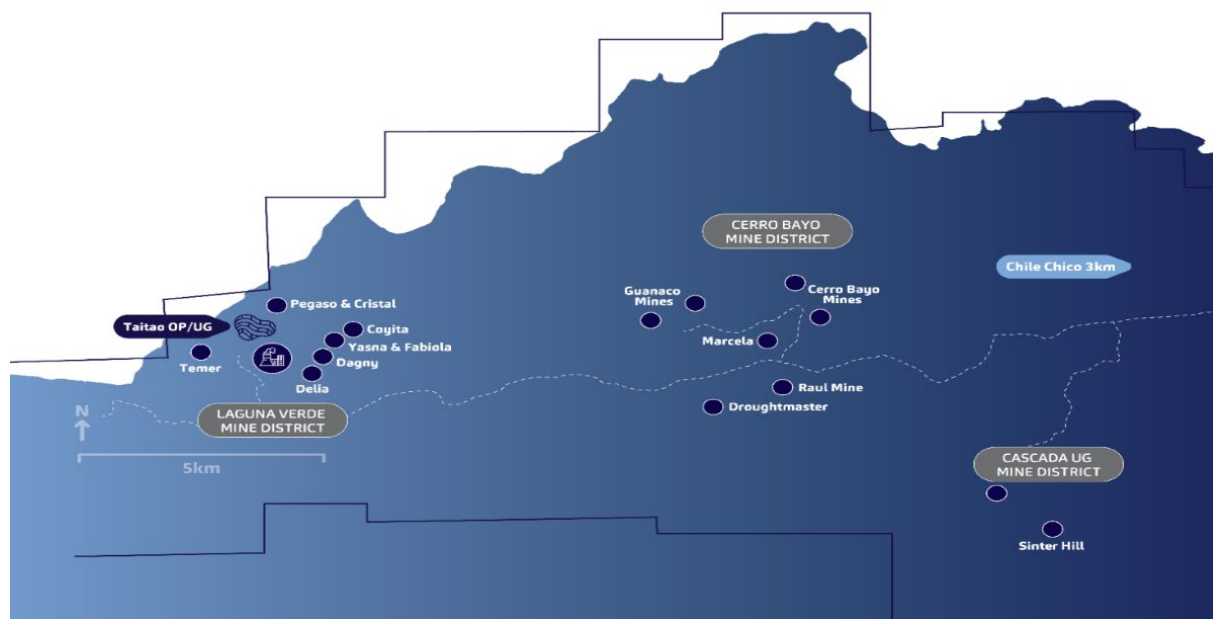 CERRO BAYO
MINE DISTRICT
Chile Chico 3km
Guanaco
Mines
Cerro Bayo
Mines
Pegaso & Cristal
Taitao OP/UG
Coyita
Yasna & Fabiola
Dagny
Delia
Temer
Marcela
Raul Mine
Droughtmaster
LAGUNA VERDE
MINE DISTRICT
N
5km
CASCADA UG
MINE DISTRICT
Sinter Hill